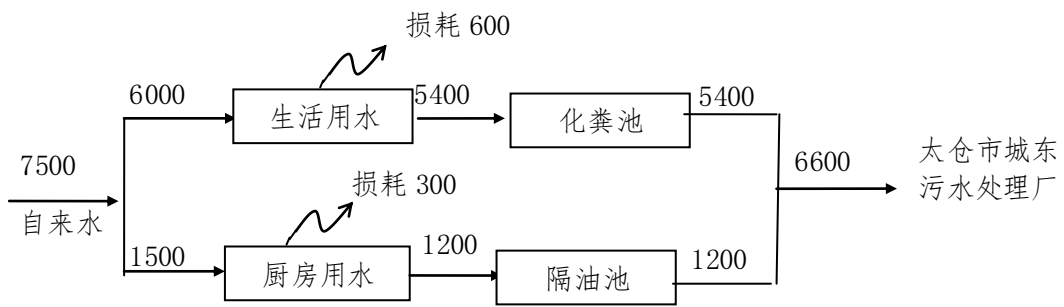 损耗 600
6000
生活用水
5400
化粪池
5400
7500
自来水
6600
太仓市城东
污水处理厂
损耗 300
1500
厨房用水
1200
隔油池
1200